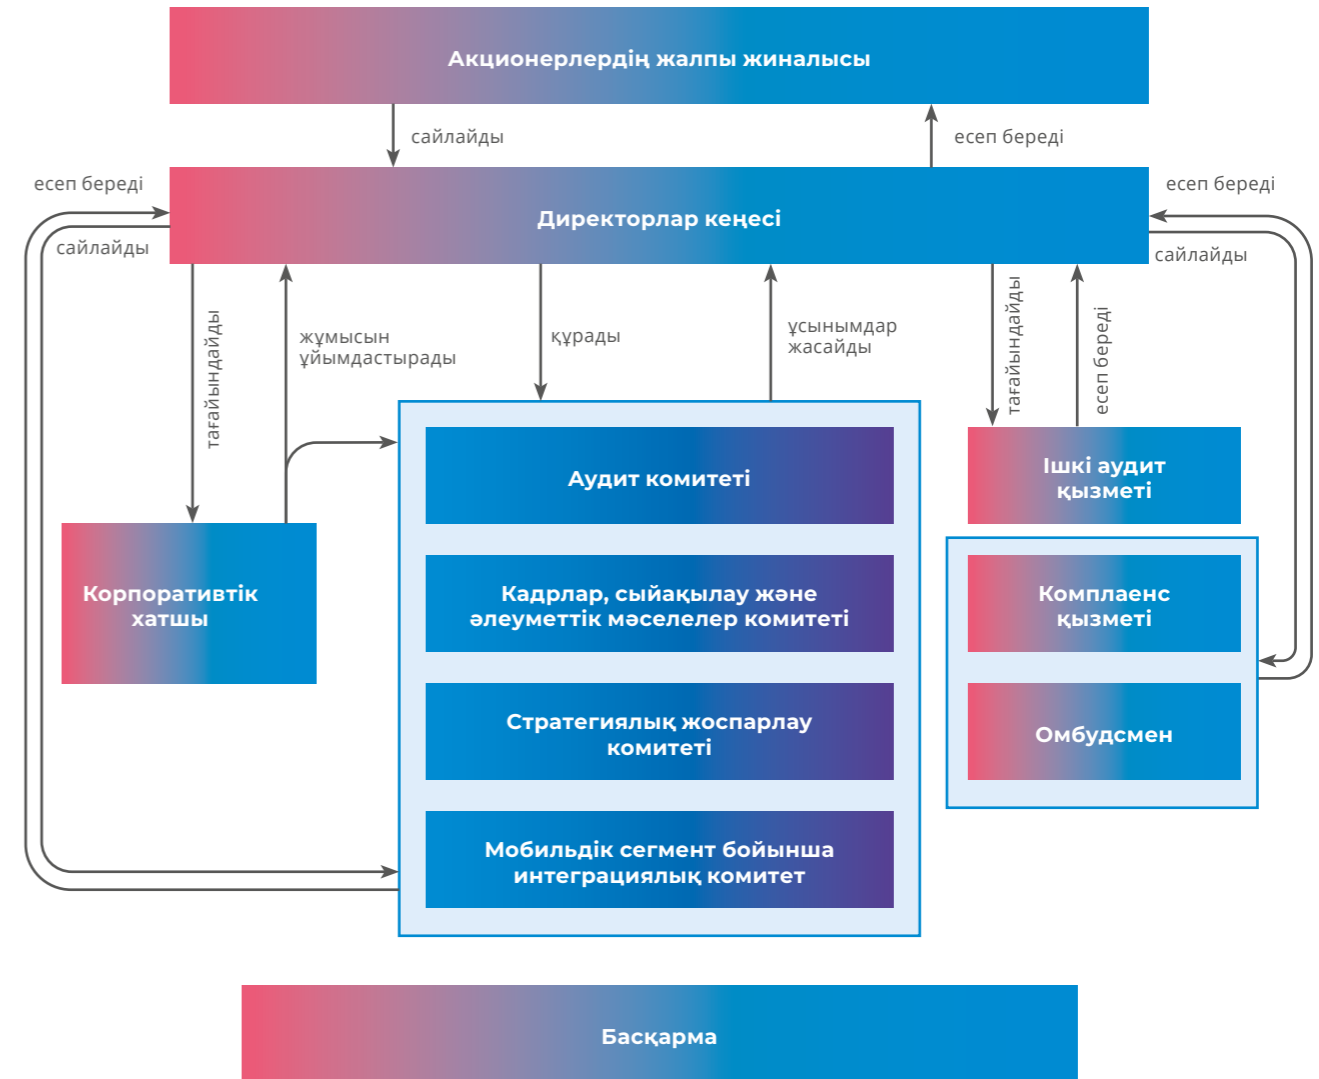 Акционерлердің жалпы жиналысы
сайлайды
есеп береді
есеп береді
есеп береді
Директорлар кеңесі
сайлайды
сайлайды
тағайындайды
жұмысын
ұйымдастырады
құрады
ұсынымдар
жасайды
тағайындайды
есеп береді
Аудит комитеті
Ішкі аудит
қызметі
Корпоративтік
хатшы
Кадрлар, сыйақылау және
әлеуметтік мәселелер комитеті
Комплаенс
қызметі
Стратегиялық жоспарлау
комитеті
Омбудсмен
Мобильдік сегмент бойынша
интеграциялық комитет
Басқарма